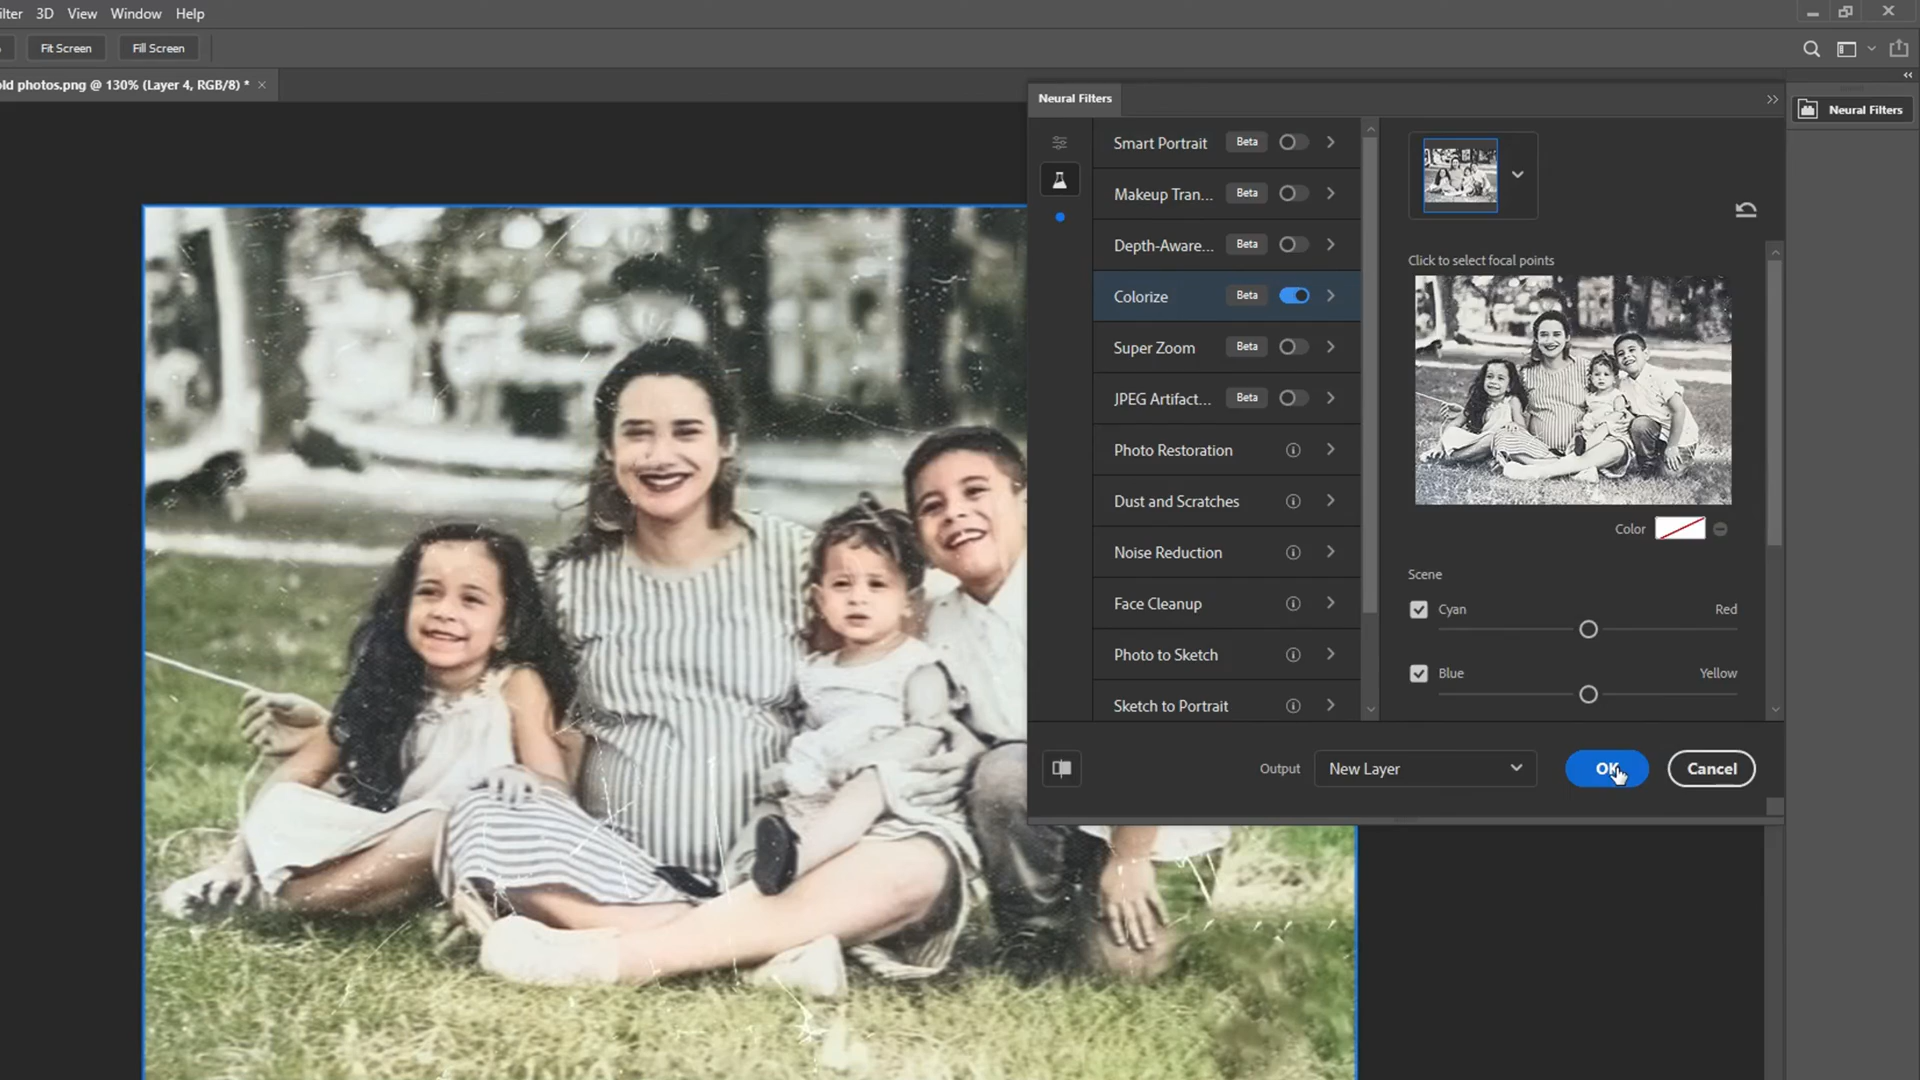 ilter 3D View Window Help
Fit Screen Fill Screen
ld photos.png @ 130% (Layer 4, RGB/8) * ×
Neural Filters
Neural Filters
Smart Portrait Beta
Makeup Tran... Beta
Depth-Aware... Beta
Colorize Beta
Super Zoom Beta
JPEG Artifact... Beta
Photo Restoration
Dust and Scratches
Noise Reduction
Face Cleanup
Photo to Sketch
Sketch to Portrait
Click to select focal points
Color
Scene
Cyan Red
Blue Yellow
Output New Layer OK Cancel